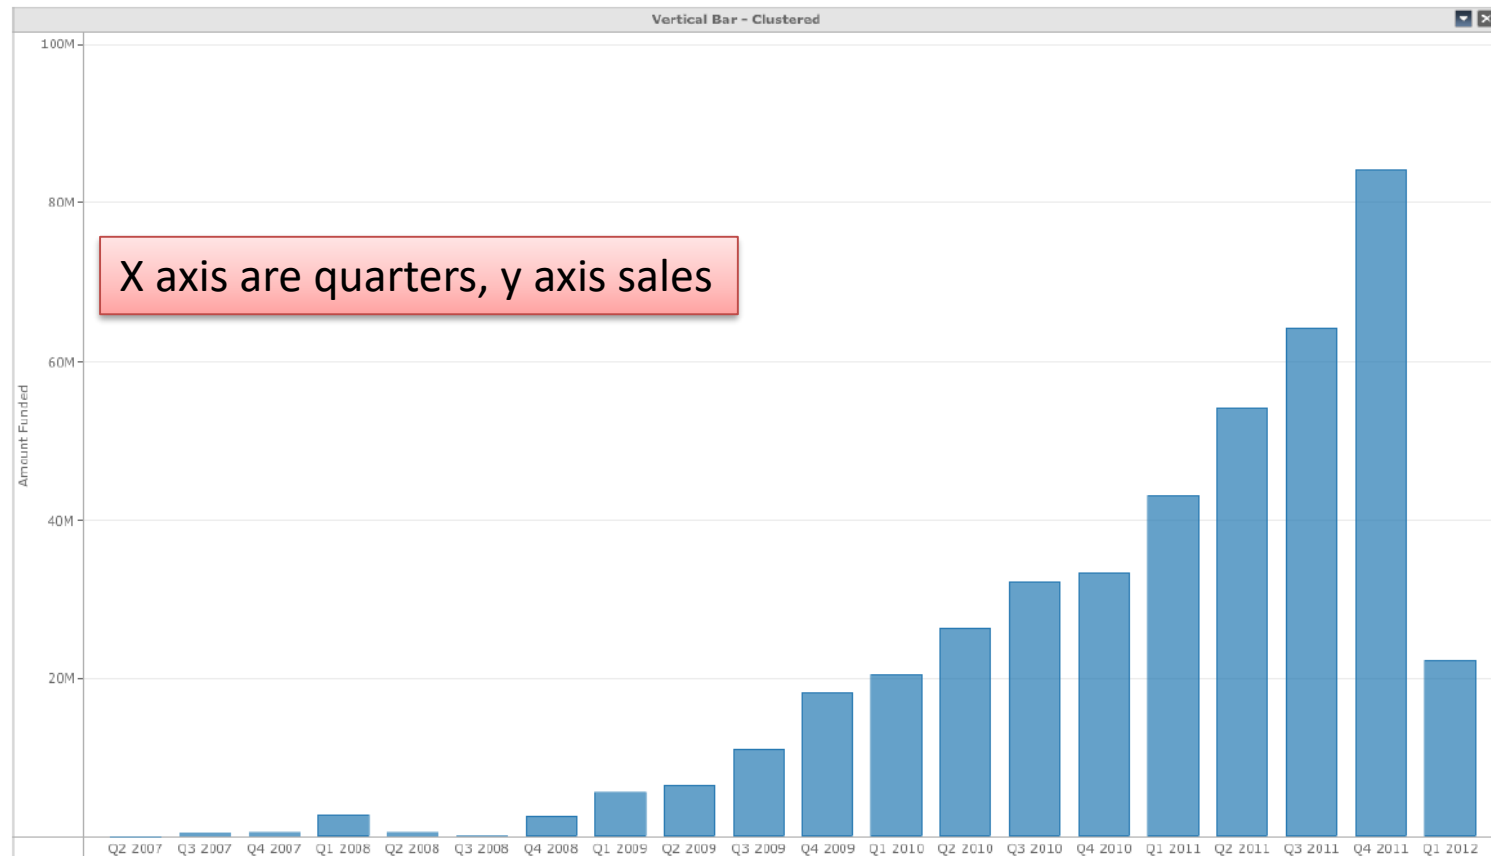 Vertical Bar - Clustered
100M
80M
60M
40M
20M
Amount Funded
X axis are quarters, y axis sales
Q2 2007 Q3 2007 Q4 2007 Q1 2008 Q2 2008 Q3 2008 Q4 2008 Q1 2009 Q2 2009 Q3 2009 Q4 2009 Q1 2010 Q2 2010 Q3 2010 Q4 2010 Q1 2011 Q2 2011 Q3 2011 Q4 2011 Q1 2012